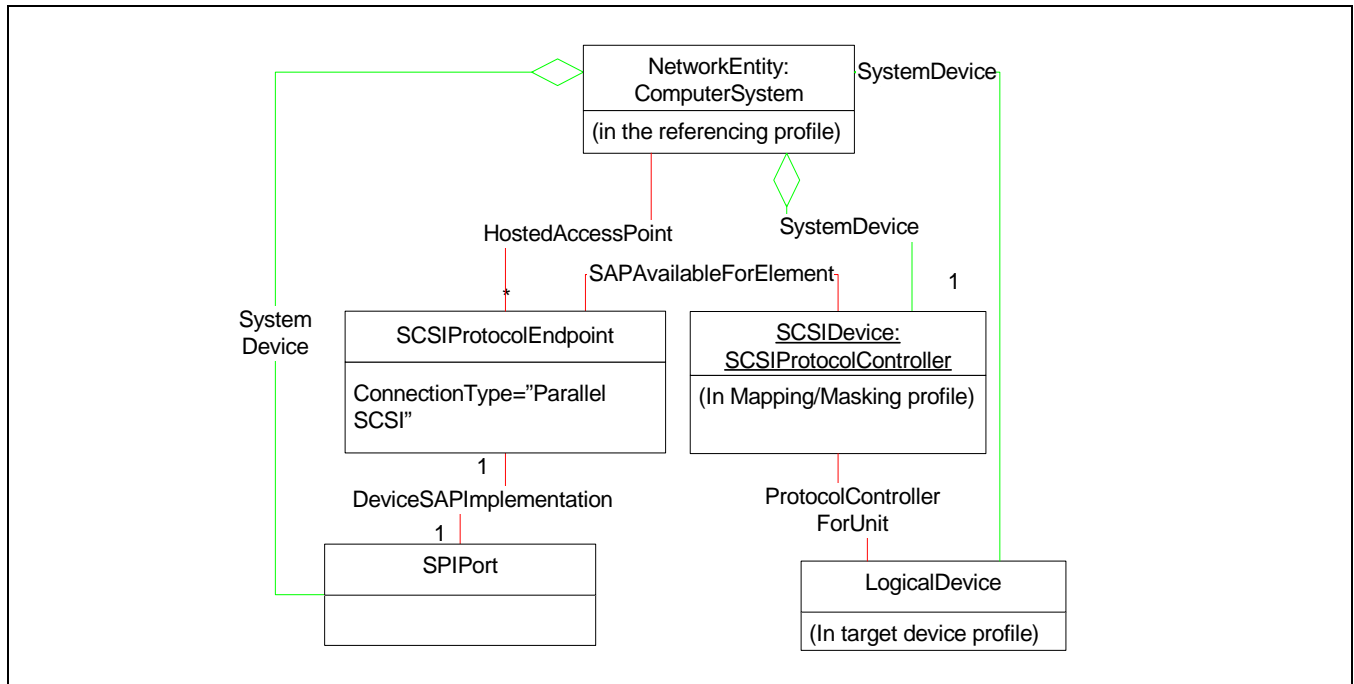 NetworkEntity:
ComputerSystem
(in the referencing profile)
SystemDevice
HostedAccessPoint
SystemDevice
SAPAvailableForElement
1
*
System
Device
SCSIProtocolEndpoint
ConnectionType=”Parallel
SCSI”
SCSIDevice:
SCSIProtocolController
(In Mapping/Masking profile)
1
DeviceSAPImplementation
1
ProtocolController
ForUnit
SPIPort
LogicalDevice
(In target device profile)